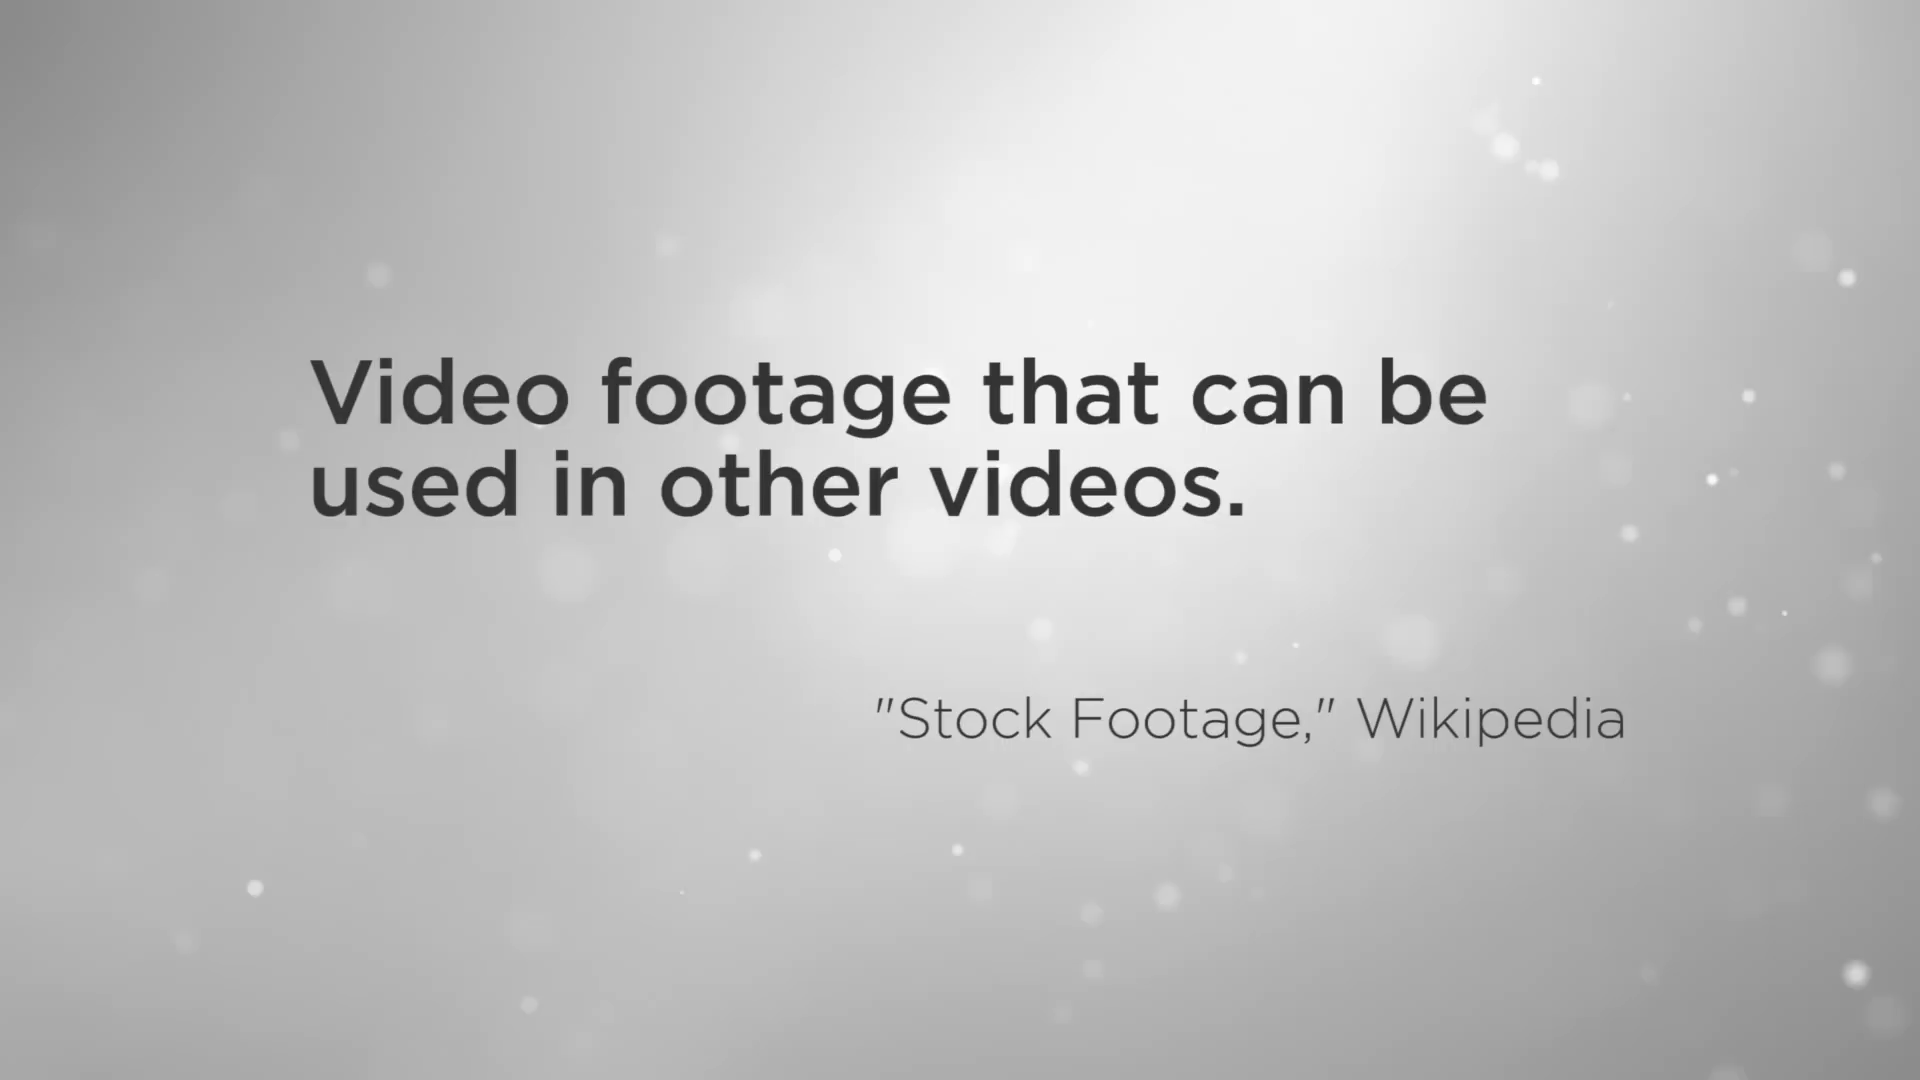 Video footage that can be
used in other videos.
"Stock Footage," Wikipedia